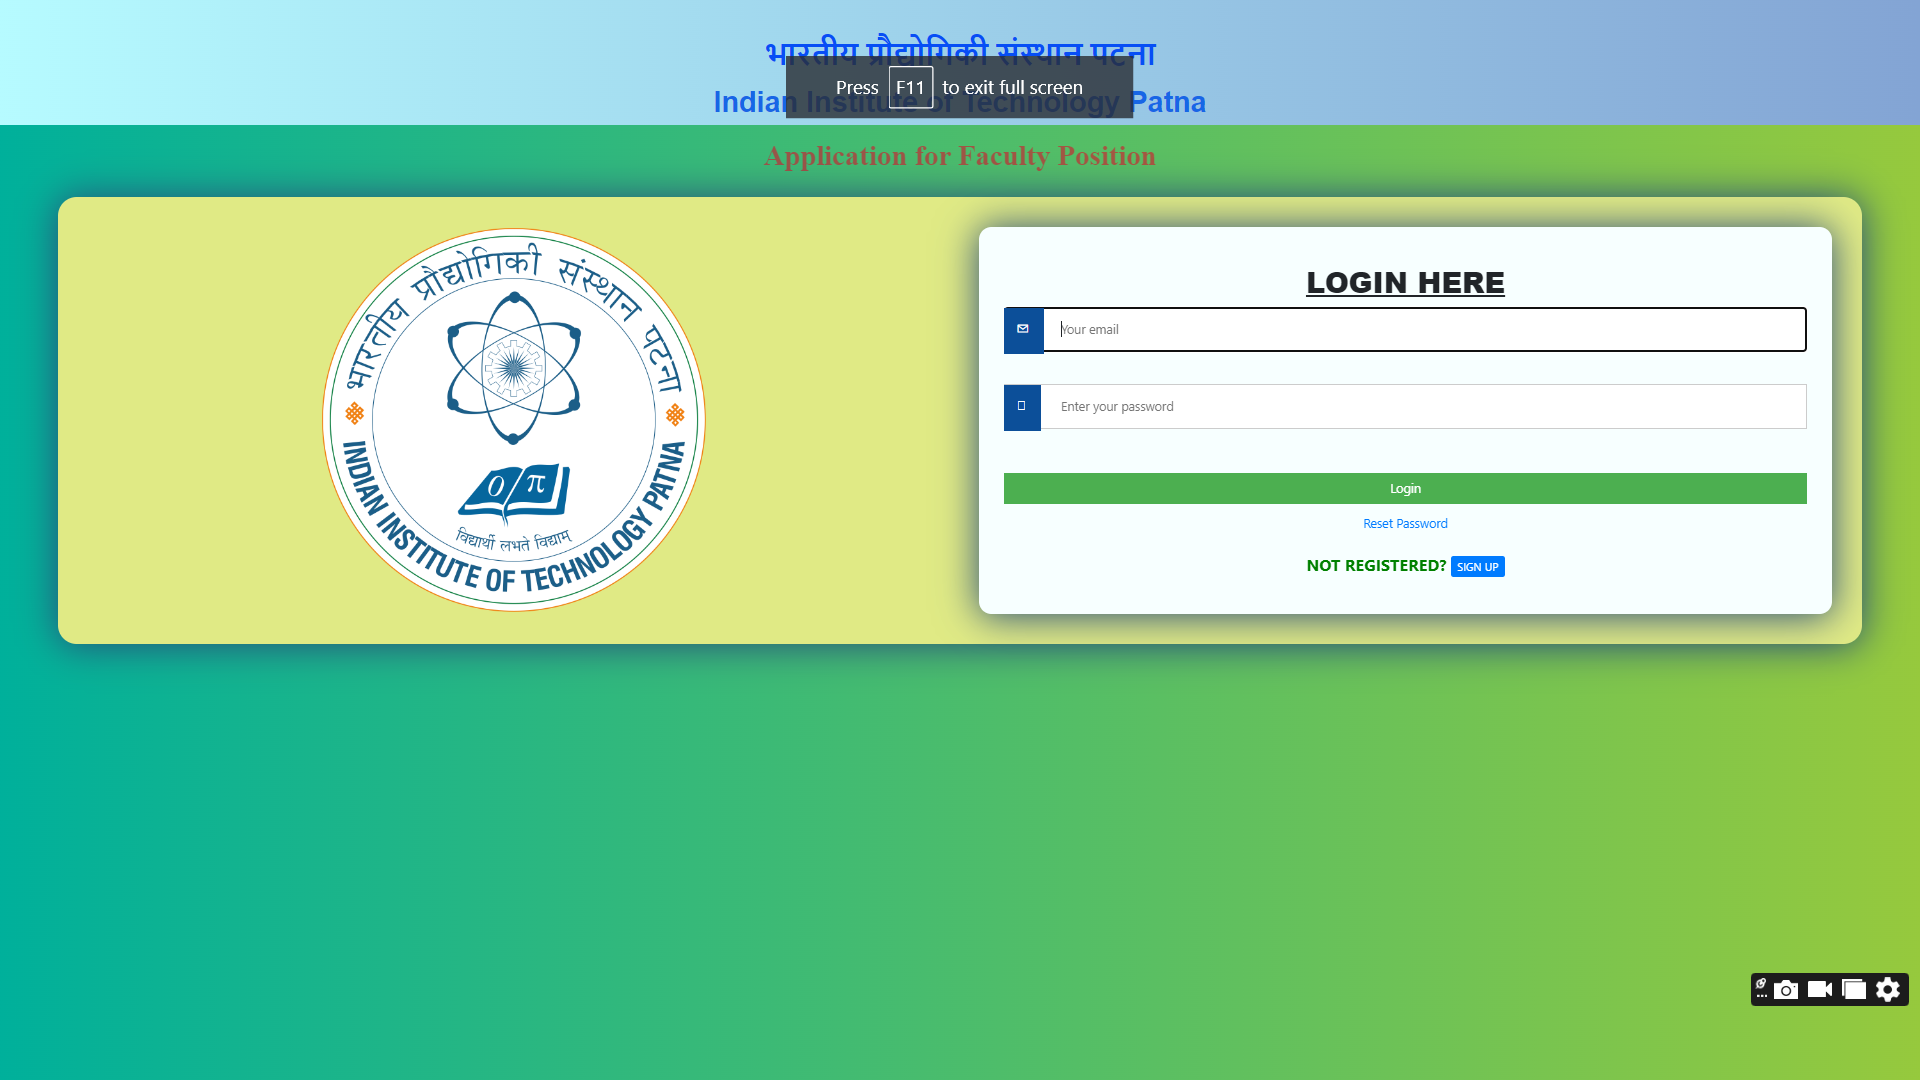 भारतीय प्रौद्योगिकी संस्थान पटना
Press F11 to exit full screen
Indian Institute of Technology Patna
Application for Faculty Position
भारतीय प्रौद्योगिकी संस्थान पटना
विद्यार्थी लभते विद्याम्
INDIAN INSTITUTE OF TECHNOLOGY PATNA
LOGIN HERE
Your email
Enter your password
Login
Reset Password
NOT REGISTERED? SIGN UP